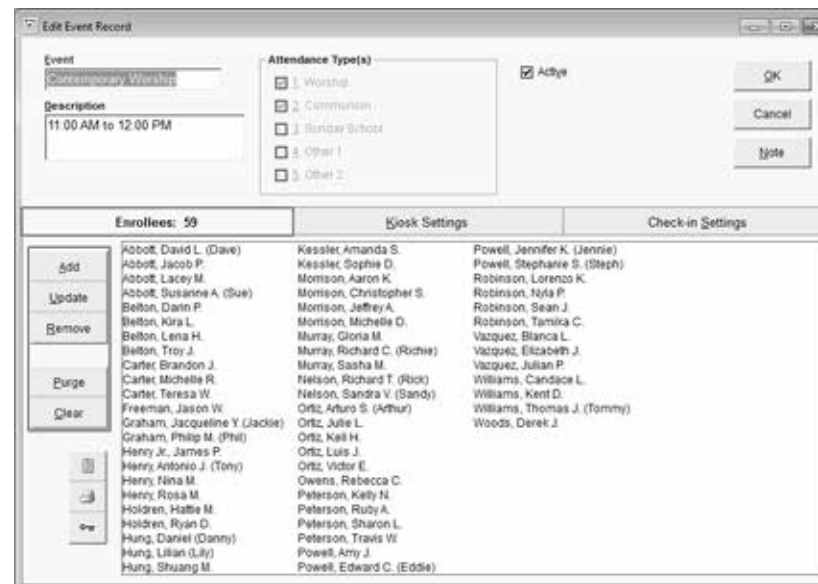 Edit Event Record
Event
Contemporary Worship
Description
11:00 AM to 12:00 PM
Attendance Type(s)
1. Worship
2. Communion
3. Sunday School
4. Other 1
5. Other 2
Active
OK
Cancel
Note
Enrollees: 59
Kiosk Settings
Check-in Settings
Add
Update
Remove
Purge
Clear
Abbott, David L. (Dave)
Abbott, Jacob P.
Abbott, Lacey M.
Abbott, Susanne A. (Sue)
Belton, Darin P.
Belton, Kira L.
Belton, Lena H.
Belton, Troy J.
Carter, Brandon J.
Carter, Michelle R.
Carter, Teresa W.
Freeman, Jason W.
Graham, Jacqueline Y. (Jackie)
Graham, Philip M. (Phil)
Henry Jr., James P.
Henry, Antonio J. (Tony)
Henry, Nina M.
Henry, Rosa M.
Holdren, Hattie M.
Holdren, Ryan D.
Hung, Daniel (Danny)
Hung, Lilian (Lily)
Hung, Shuang M.
Kessler, Amanda S.
Kessler, Sophie D.
Morrison, Aaron K.
Morrison, Christopher S.
Morrison, Jeffrey A.
Morrison, Michelle D.
Murray, Gloria M.
Murray, Richard C. (Richie)
Murray, Sasha M.
Nelson, Richard T. (Rick)
Nelson, Sandra V. (Sandy)
Ortiz, Arturo S. (Arthur)
Ortiz, Julie L.
Ortiz, Keli H.
Ortiz, Luis J.
Ortiz, Victor E.
Owens, Rebecca C.
Peterson, Kelly N.
Peterson, Ruby A.
Peterson, Sharon L.
Peterson, Travis W.
Powell, Amy J.
Powell, Edward C. (Eddie)
Powell, Jennifer K. (Jennie)
Powell, Stephanie S. (Steph)
Robinson, Lorenzo K.
Robinson, Nyla P.
Robinson, Sean J.
Robinson, Tamika C.
Vazquez, Blanca L.
Vazquez, Elizabeth J.
Vazquez, Julian P.
Williams, Candace L.
Williams, Kent D.
Williams, Thomas J. (Tommy)
Woods, Derek J.